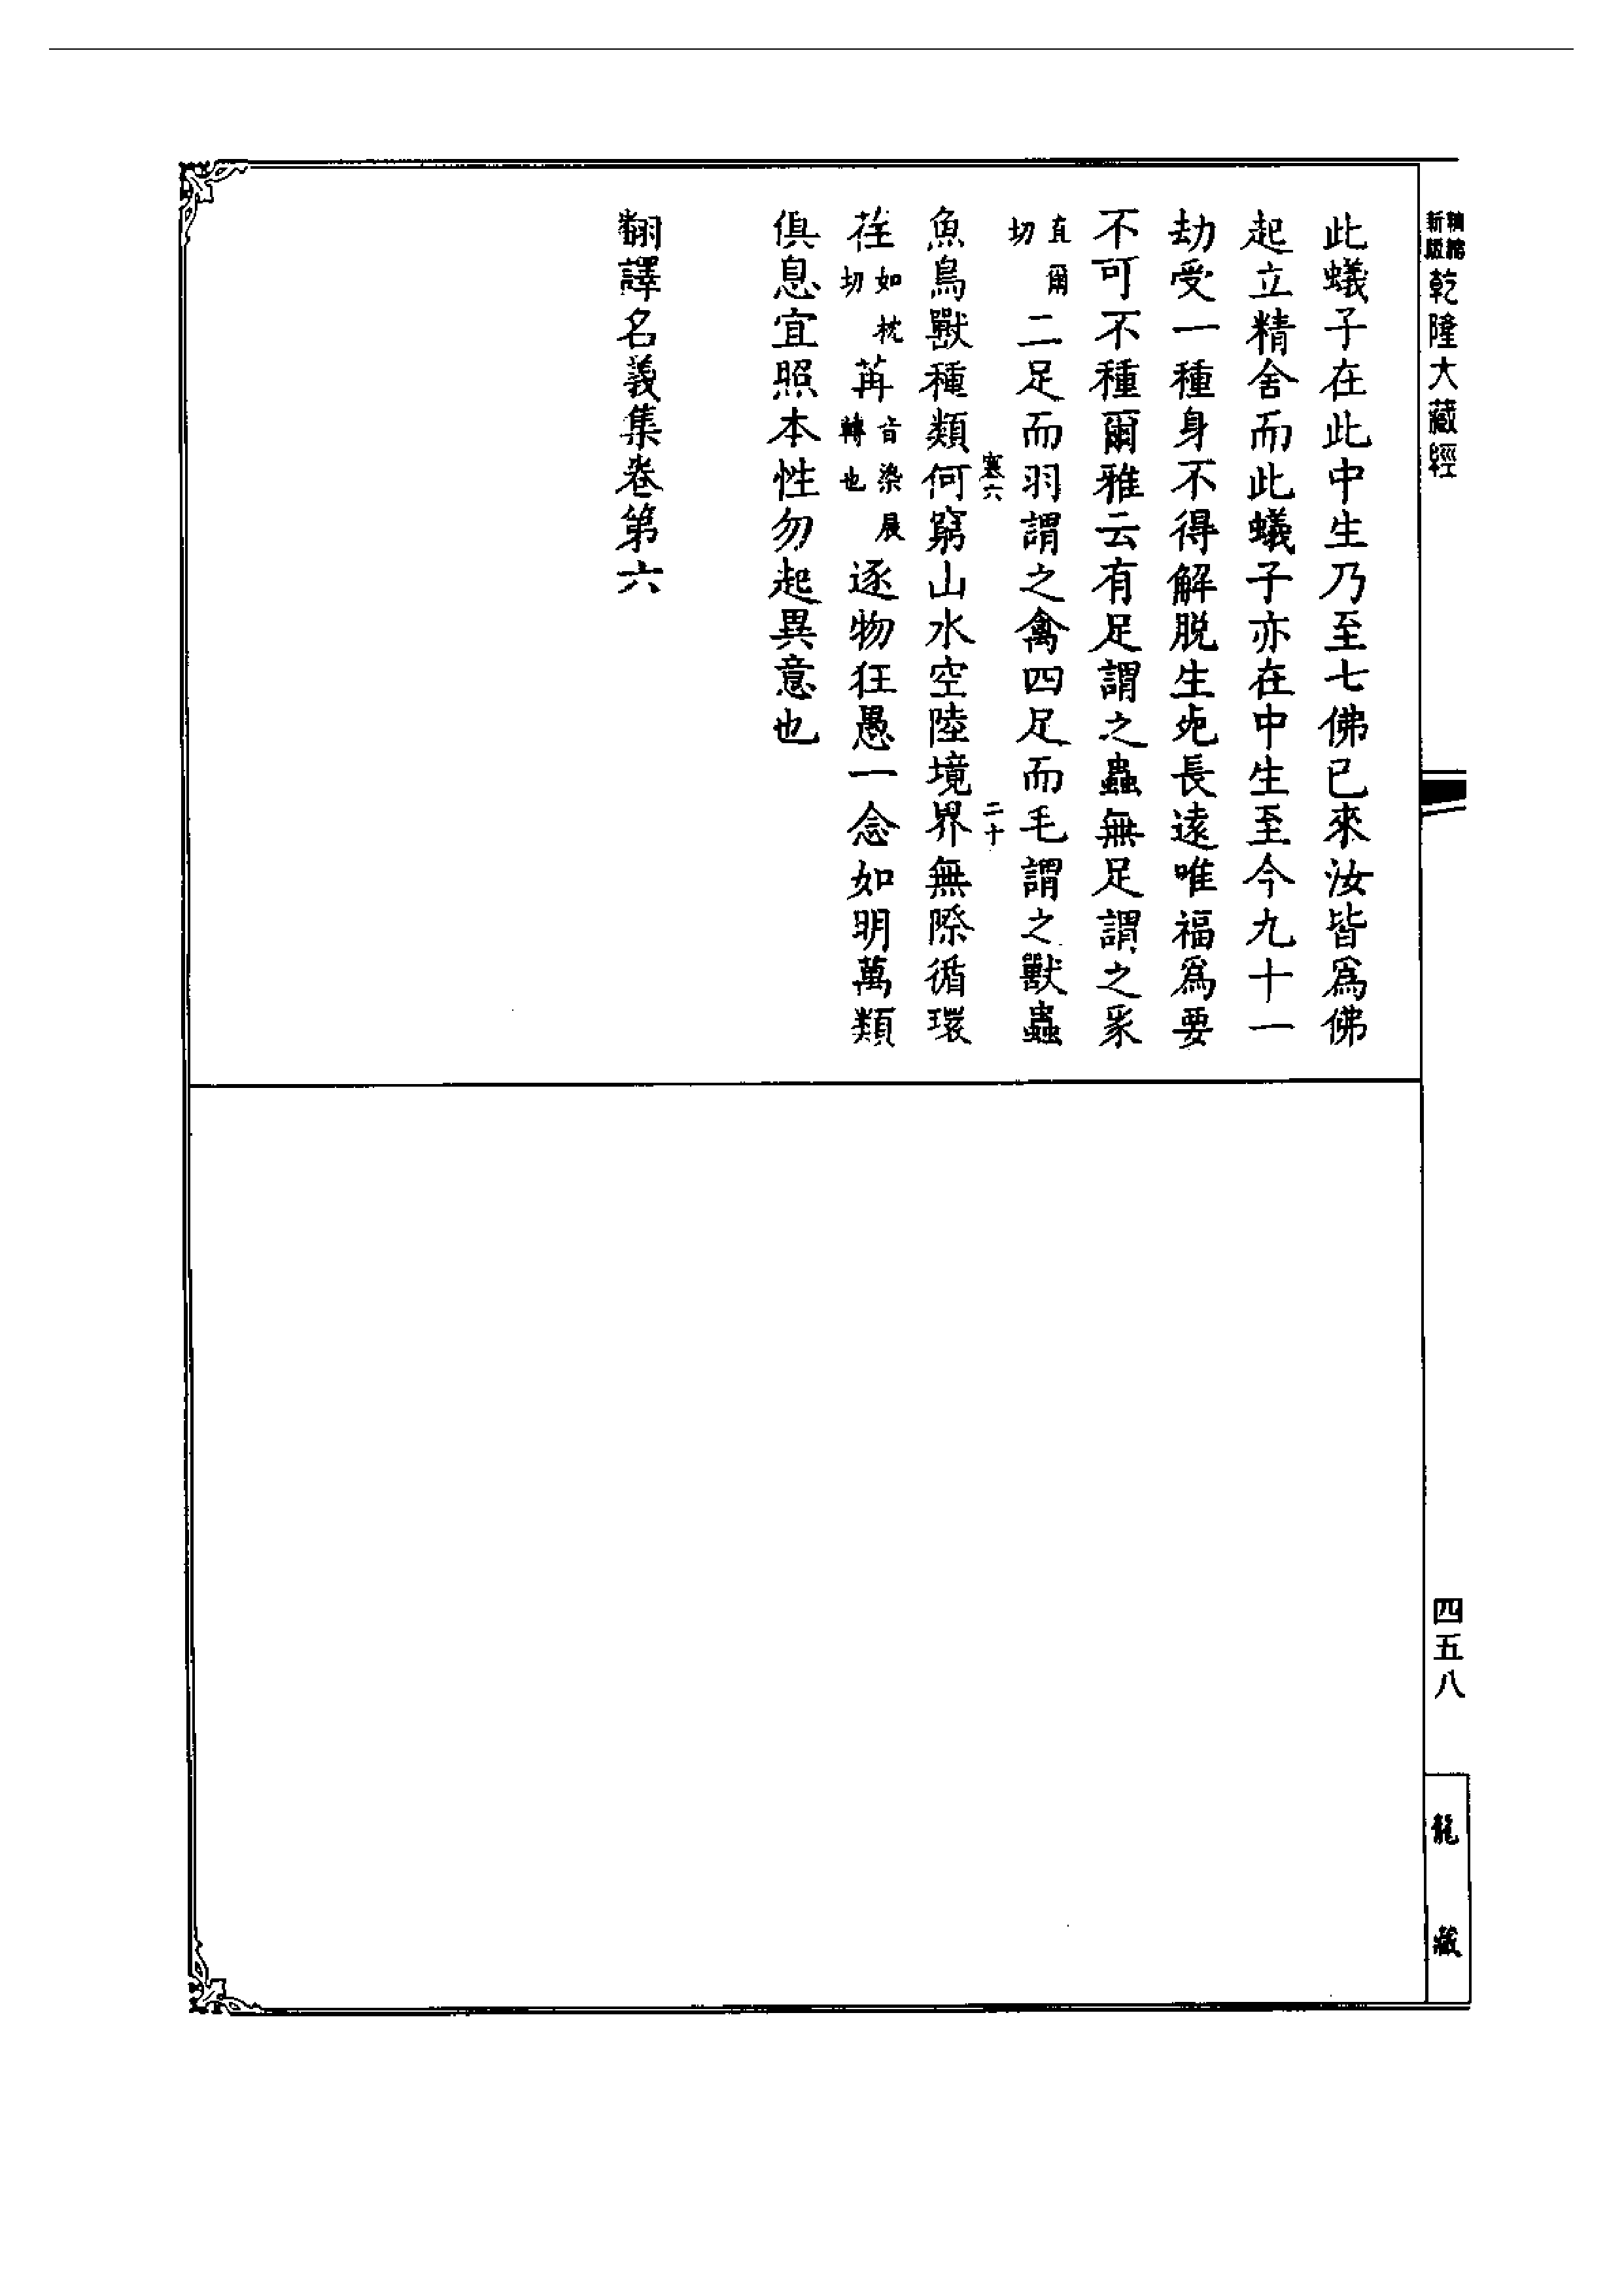 新版 精縮 乾隆大藏經
此蟻子在此中生乃至七佛已來汝皆爲佛
起立精舍而此蟻子亦在中生至今九十一
劫受一種身不得解脱生死長遠唯福爲要
不可不種爾雅云有足謂之蟲無足謂之豸
直爾切二足而羽謂之禽四足而毛謂之獸蟲
寒六 二十
魚鳥獸種類何窮山水空陸境界無際循環
荏如枕切苒音染展轉也逐物狂愚一念如明萬類
俱息宜照本性勿起異意也
翻譯名義集卷第六
四五八
龍藏